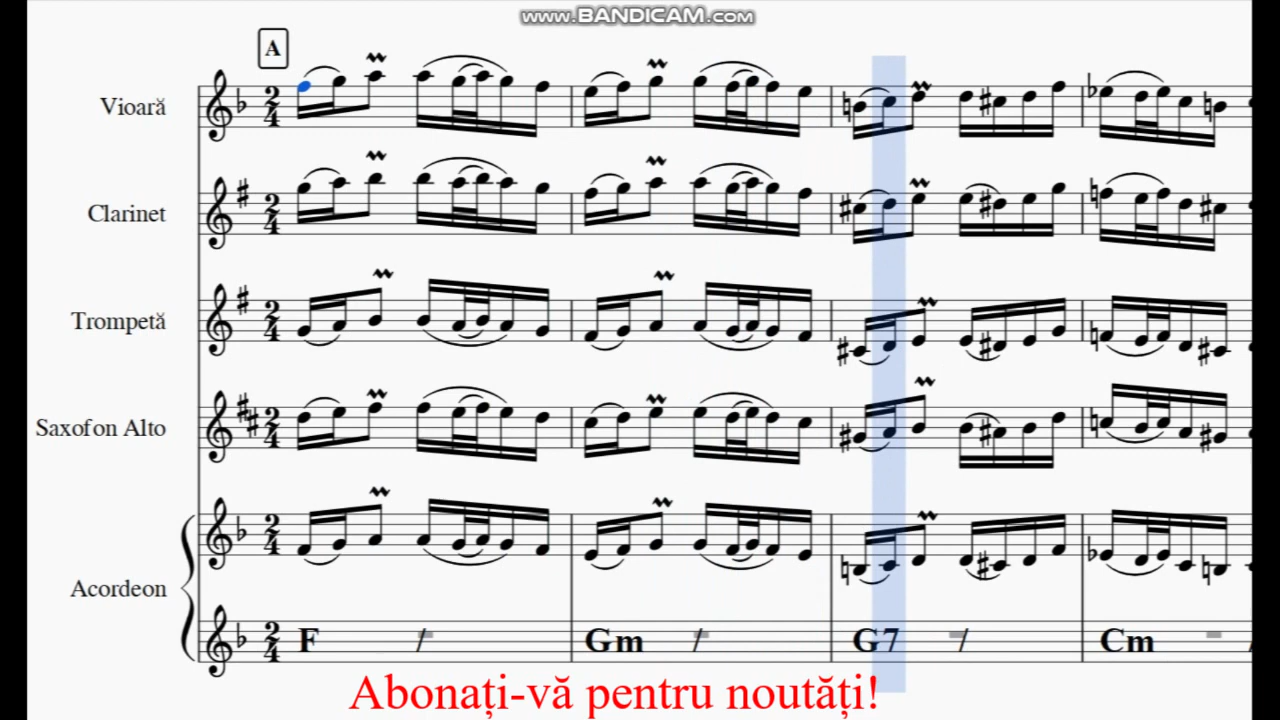 www.BANDICAM.com
A
Vioară
Clarinet
Trompetă
Saxofon Alto
Acordeon
F / Gm / G7 / Cm
Abonați-vă pentru noutăți!